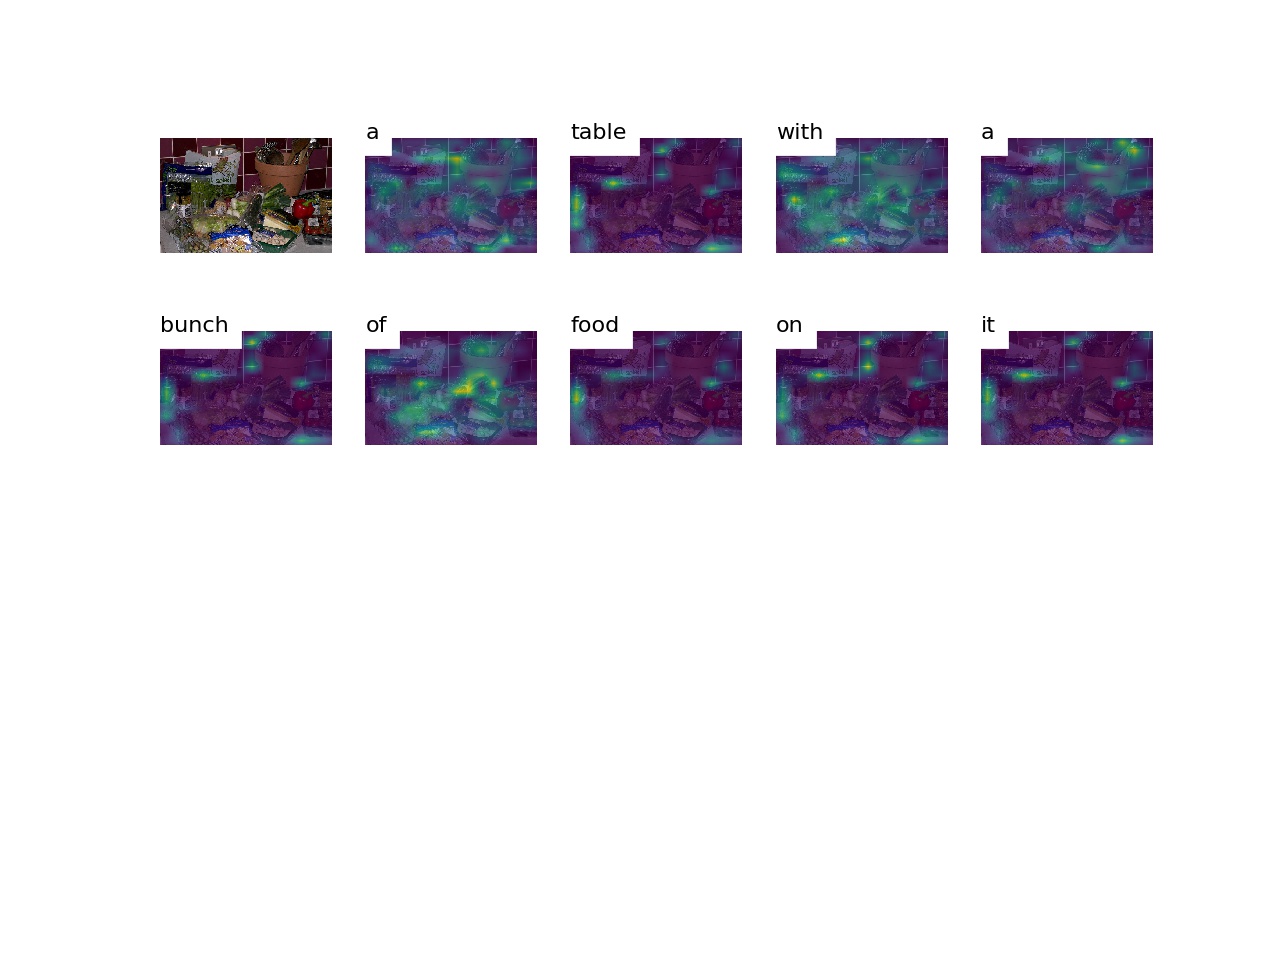 a table with a
bunch of food on it